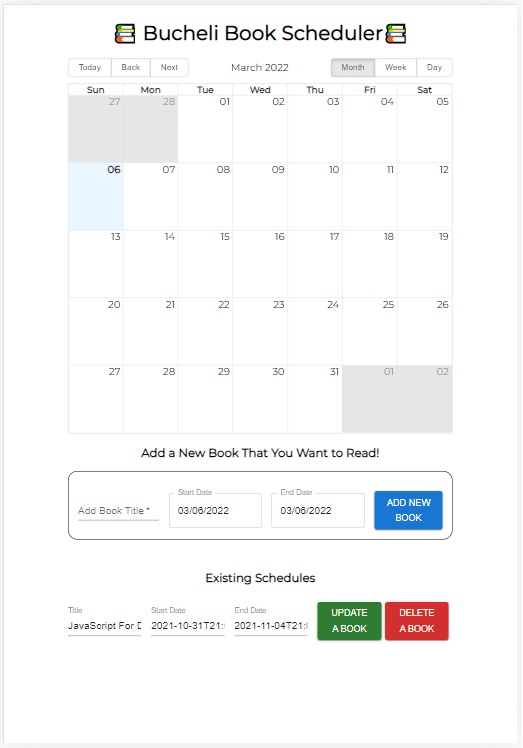 Bucheli Book Scheduler
Today Back Next March 2022 Month Week Day
Sun Mon Tue Wed Thu Fri Sat
27 28 01 02 03 04 05
06 07 08 09 10 11 12
13 14 15 16 17 18 19
20 21 22 23 24 25 26
27 28 29 30 31 01 02
Add a New Book That You Want to Read!
Start Date End Date
Add Book Title * 03/06/2022 03/06/2022 ADD NEW
BOOK
Existing Schedules
Title Start Date End Date
JavaScript For D 2021-10-31T21: 2021-11-04T21:
UPDATE
A BOOK
DELETE
A BOOK